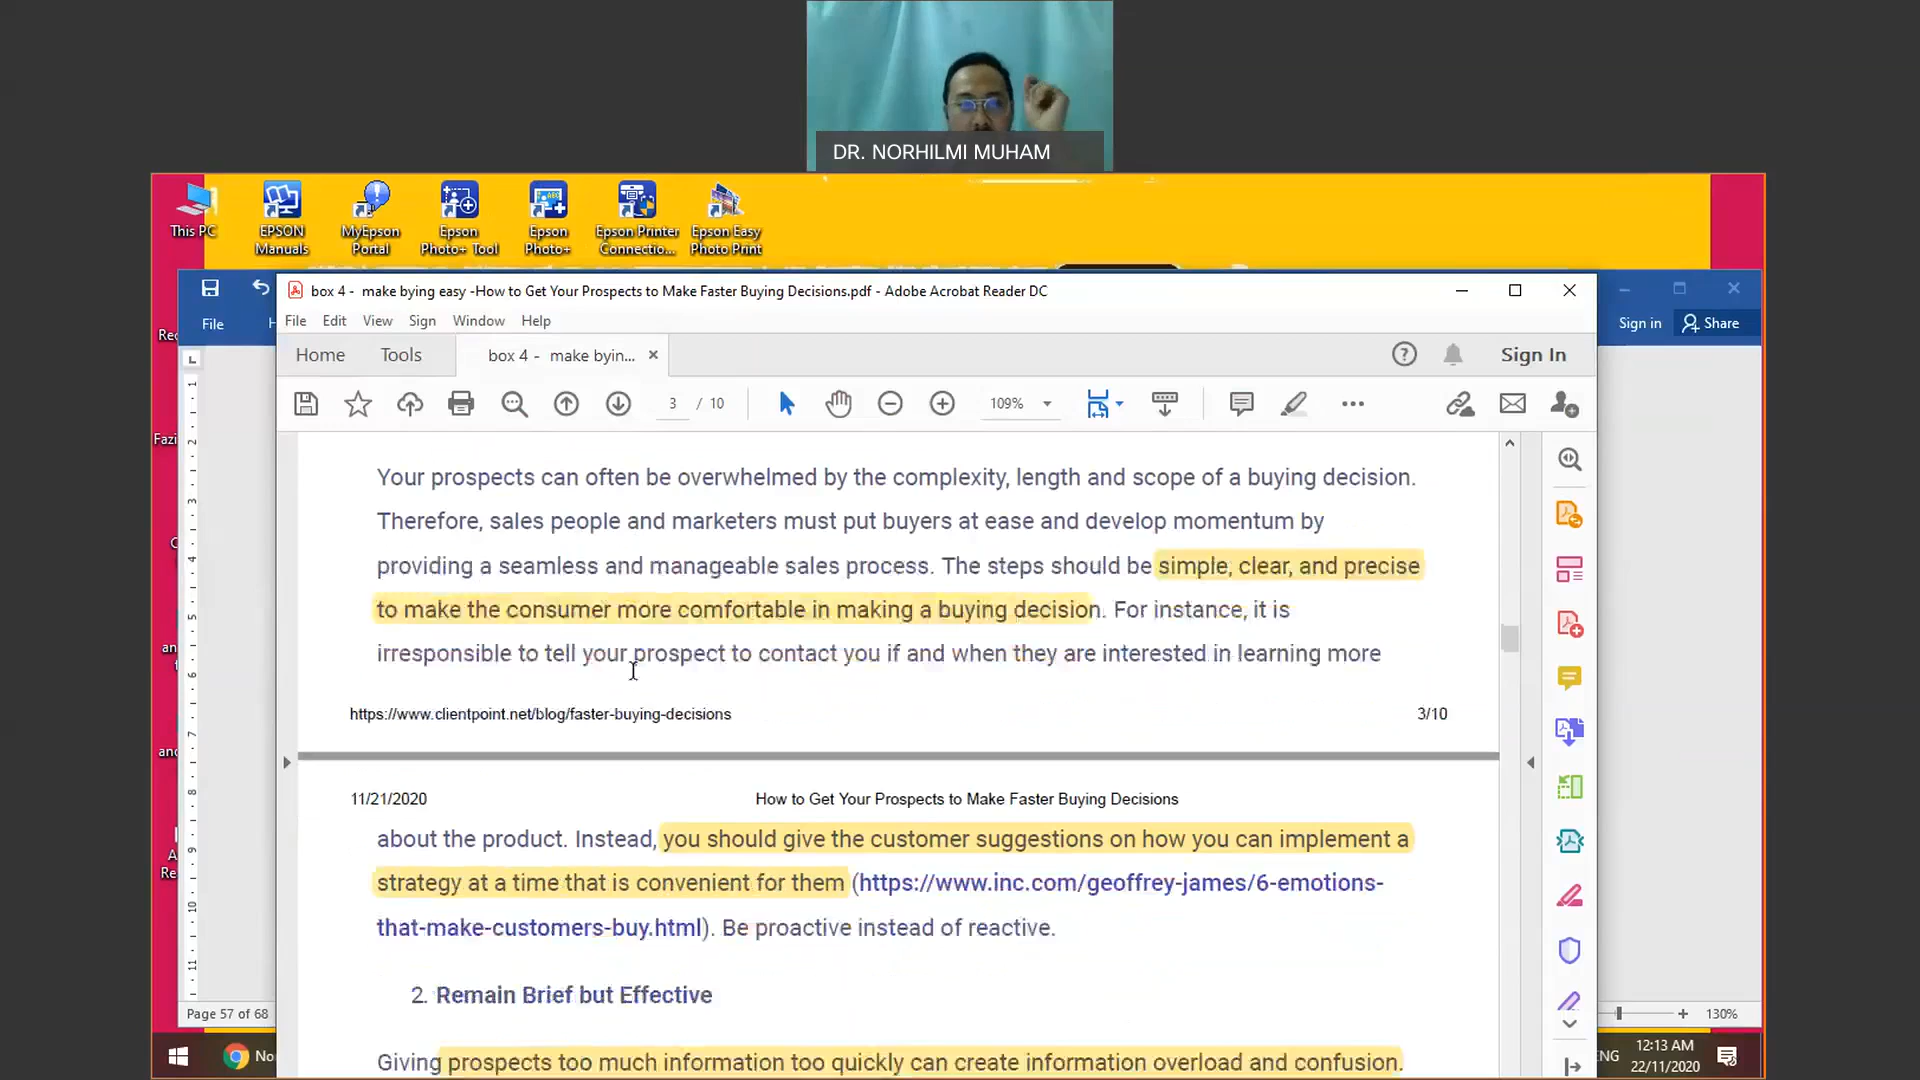 DR. NORHILMI MUHAM
This PC
EPSON Manuals
MyEpson Portal
Epson Photo+ Tool
Epson Photo+
Epson Printer Connectio...
Epson Easy Photo Print
box 4 - make bying easy -How to Get Your Prospects to Make Faster Buying Decisions.pdf - Adobe Acrobat Reader DC
File
Sign in
Share
File Edit View Sign Window Help
Home Tools box 4 - make byin... Sign In
3 / 10 109%
Your prospects can often be overwhelmed by the complexity, length and scope of a buying decision.
Therefore, sales people and marketers must put buyers at ease and develop momentum by
providing a seamless and manageable sales process. The steps should be simple, clear, and precise
to make the consumer more comfortable in making a buying decision. For instance, it is
irresponsible to tell your prospect to contact you if and when they are interested in learning more
https://www.clientpoint.net/blog/faster-buying-decisions 3/10
11/21/2020 How to Get Your Prospects to Make Faster Buying Decisions
about the product. Instead, you should give the customer suggestions on how you can implement a
strategy at a time that is convenient for them (https://www.inc.com/geoffrey-james/6-emotions-
that-make-customers-buy.html). Be proactive instead of reactive.
2. Remain Brief but Effective
Giving prospects too much information too quickly can create information overload and confusion.
Page 57 of 68
130%
12:13 AM
22/11/2020